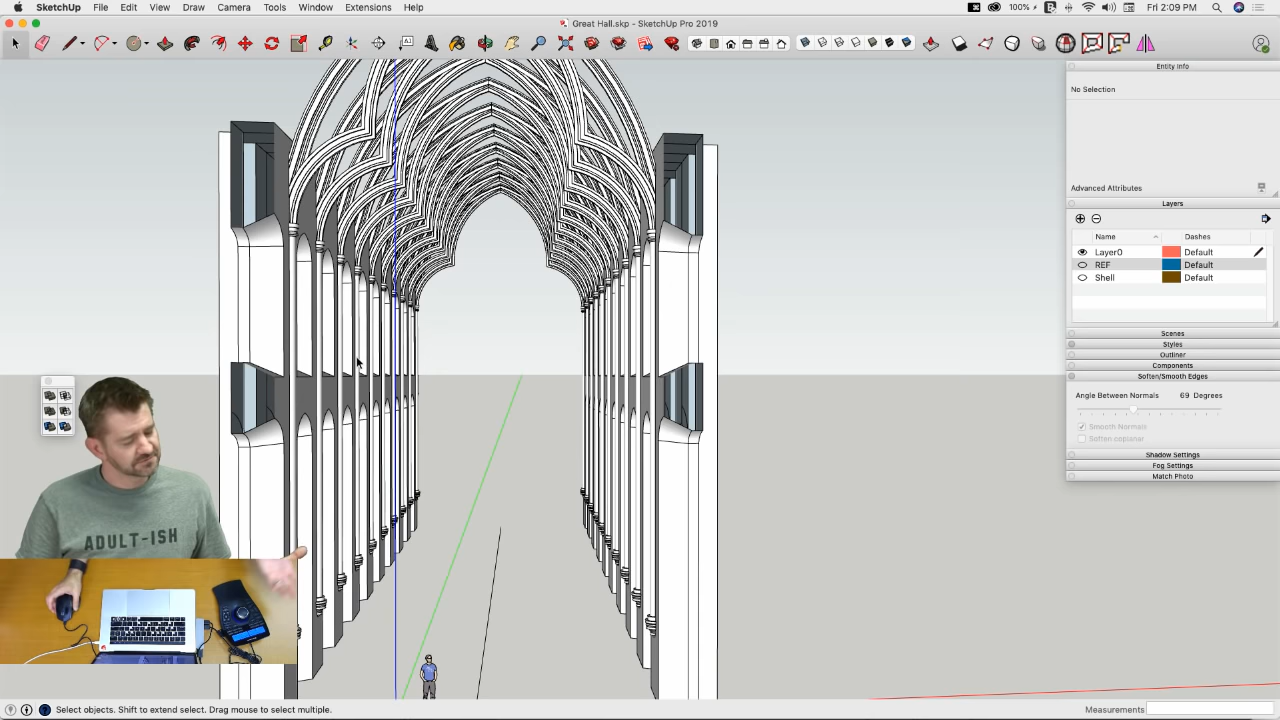 SketchUp File Edit View Draw Camera Tools Window Extensions Help 100% Fri 2:09 PM
Great Hall.skp - SketchUp Pro 2019
Entity Info
No Selection
Advanced Attributes
Layers
Name Dashes
Layer0 Default
REF Default
Shell Default
Scenes
Styles
Outliner
Components
Soften/Smooth Edges
Angle Between Normals 69 Degrees
Smooth Normals
Soften coplanar
Shadow Settings
Fog Settings
Match Photo
ADULT-ISH
Select objects. Shift to extend select. Drag mouse to select multiple.
Measurements